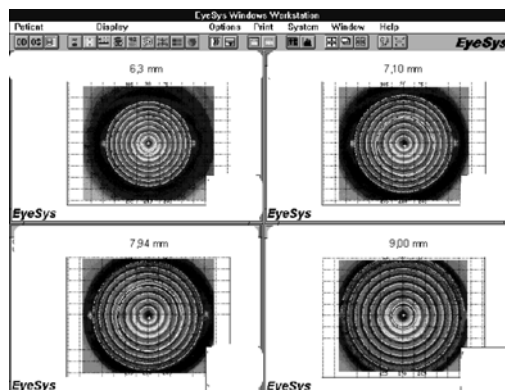 EyeSys Windows Workstation
Patient Display Options Print System Window Help
EyeSys
6,3 mm
7,10 mm
EyeSys
EyeSys
7,94 mm
9,00 mm
EyeSys
EyeSys